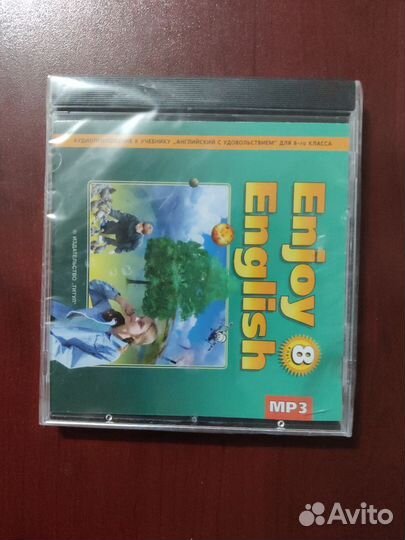 АУДИОПРИЛОЖЕНИЕ К УЧЕБНИКУ „АНГЛИЙСКИЙ С УДОВОЛЬСТВИЕМ" ДЛЯ 8-го КЛАССА
Enjoy
English
8
® ИЗДАТЕЛЬСТВО „ТИТУЛ"
MP3
Avito